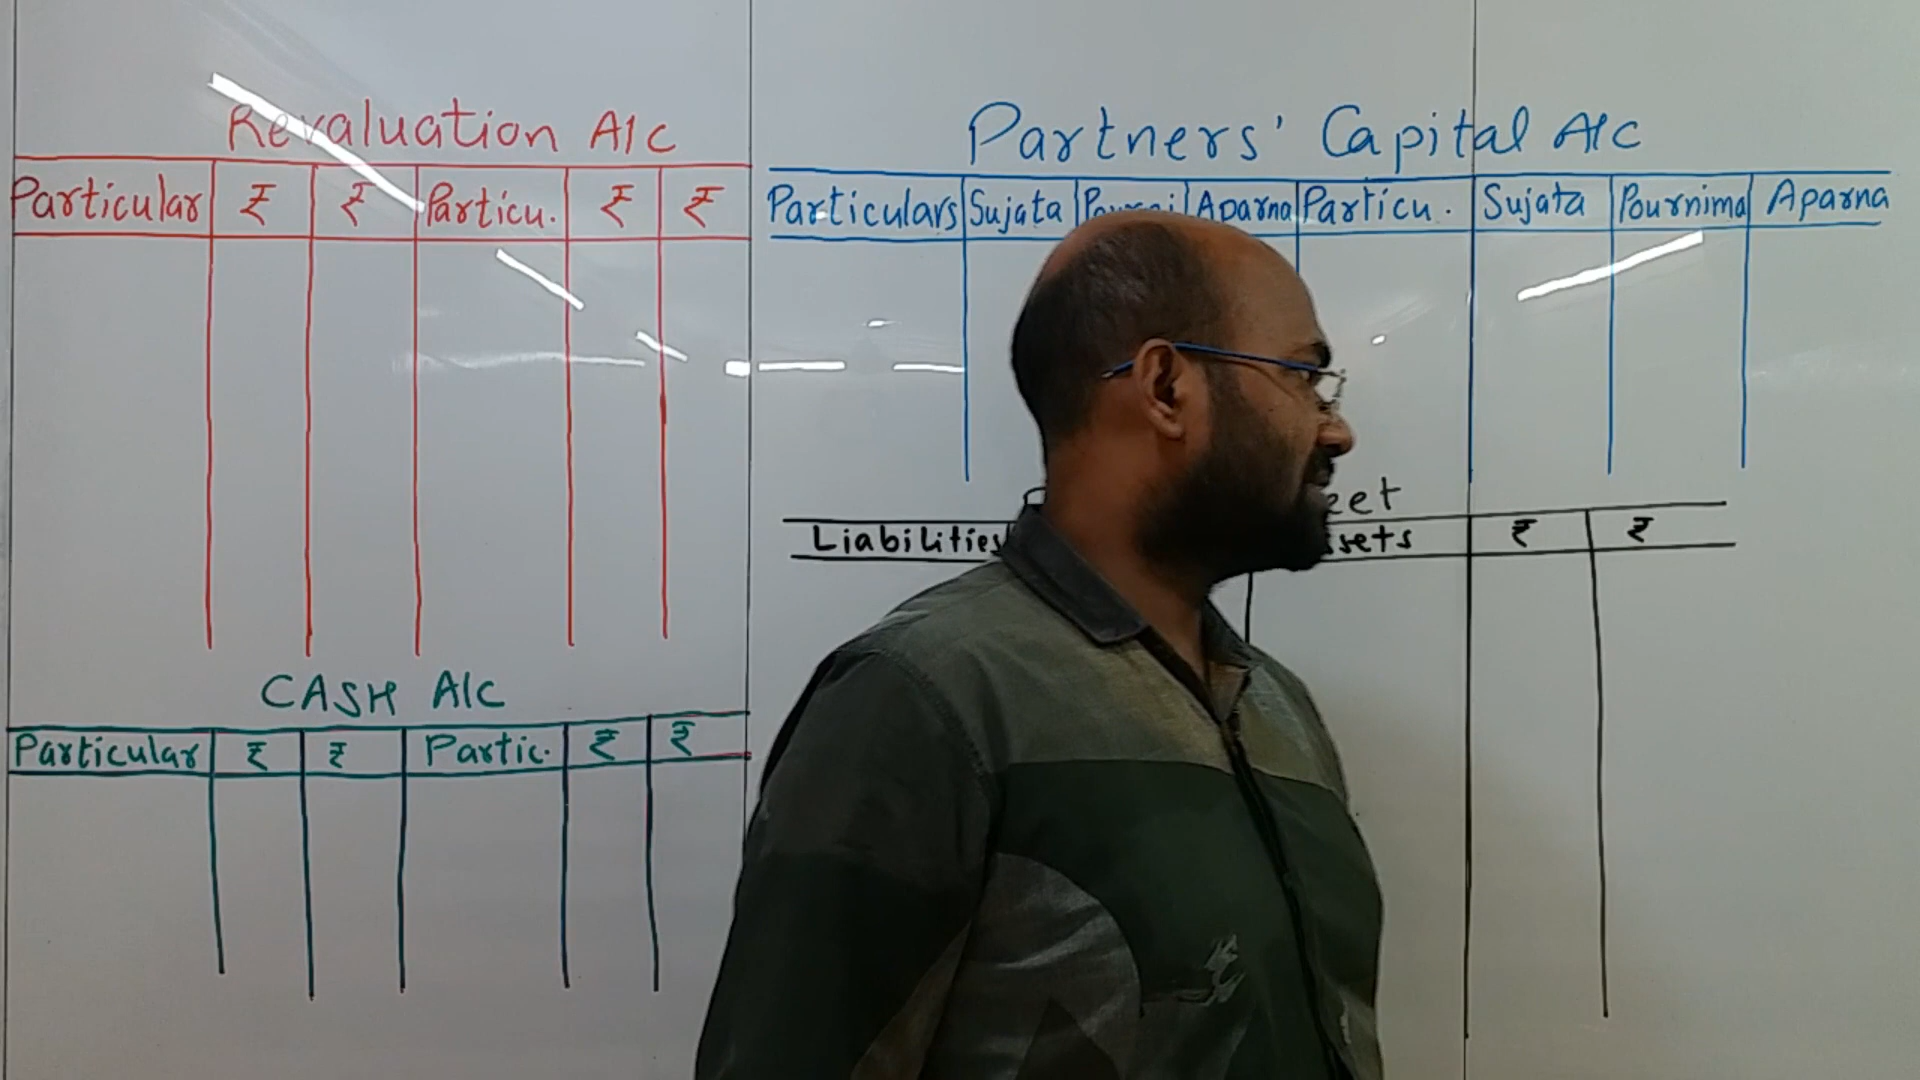 Revaluation A/c
Particular ₹ ₹ Particu. ₹ ₹
CASH A/c
Particular ₹ ₹ Partic. ₹ ₹
Partners' Capital A/c
Particulars Sujata Aparna Particu. Sujata Pournima Aparna
Liabilities ₹ ₹